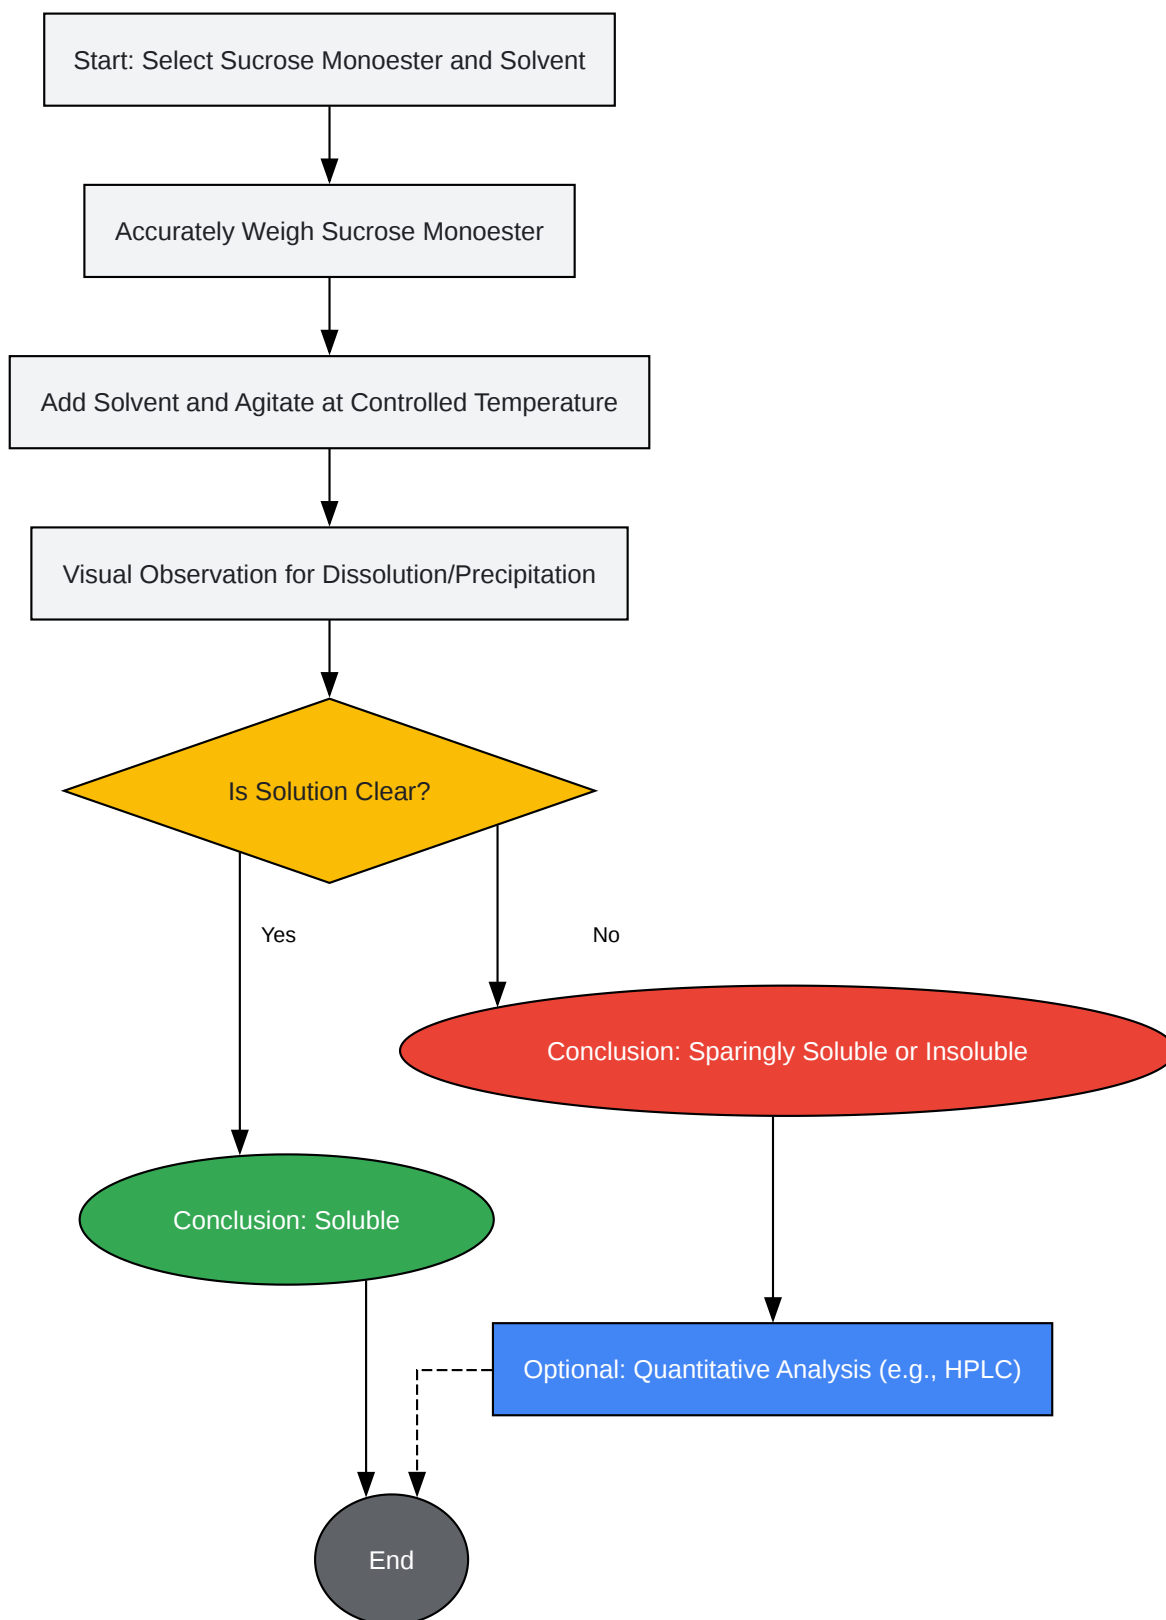 Start: Select Sucrose Monoester and Solvent
Accurately Weigh Sucrose Monoester
Add Solvent and Agitate at Controlled Temperature
Visual Observation for Dissolution/Precipitation
Is Solution Clear?
Yes
No
Conclusion: Sparingly Soluble or Insoluble
Conclusion: Soluble
Optional: Quantitative Analysis (e.g., HPLC)
End